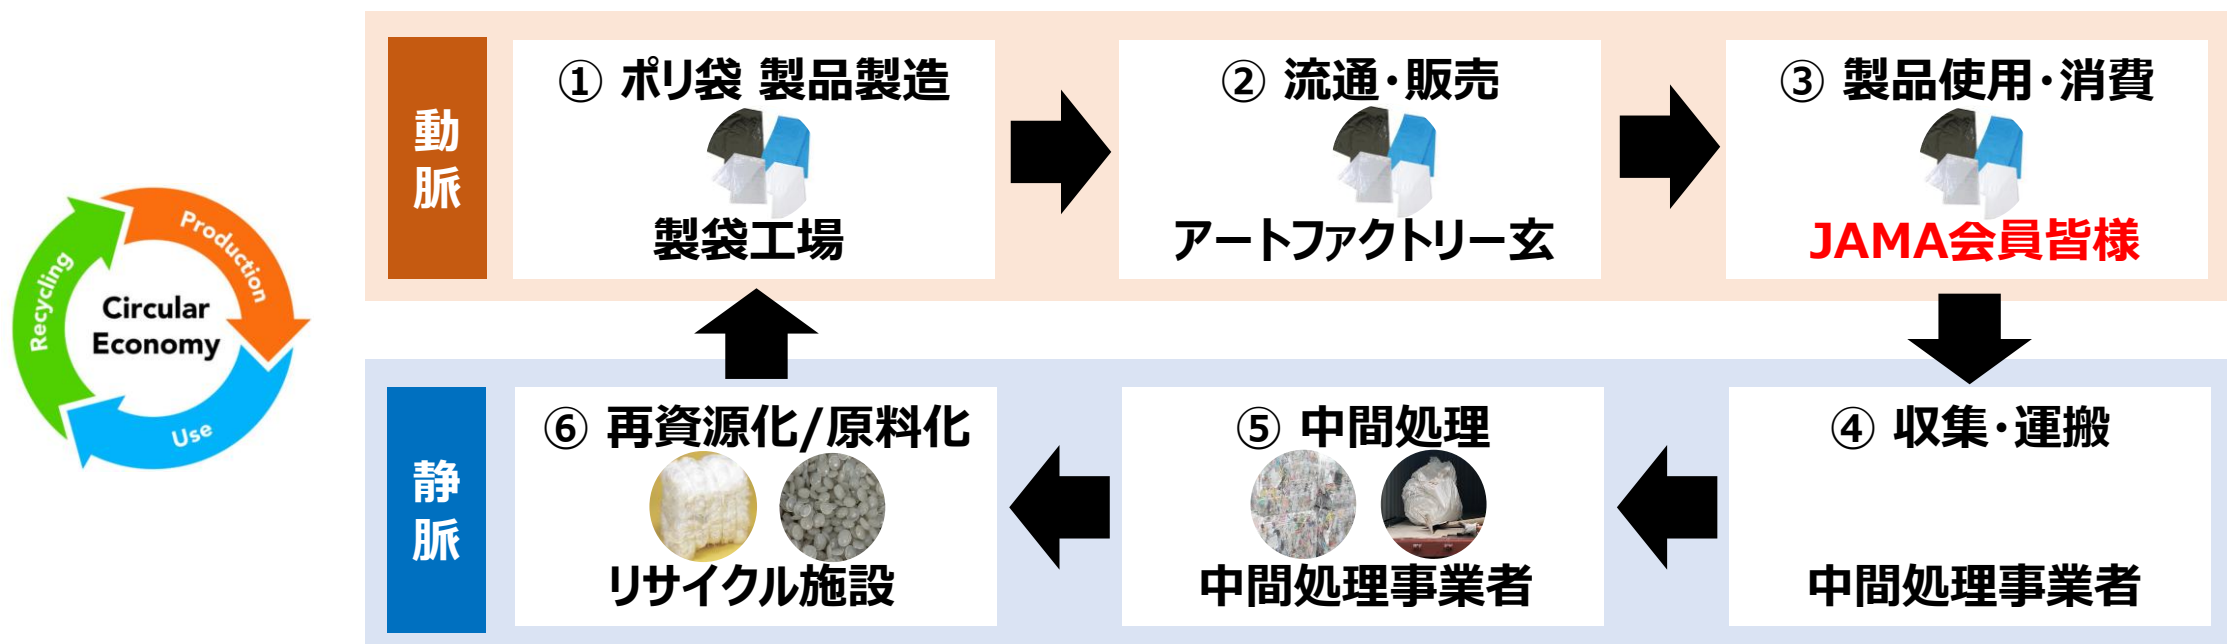 Circular
Economy
Production
Use
Recycling
動脈
① ポリ袋 製品製造
製袋工場
② 流通・販売
アートファクトリー玄
③ 製品使用・消費
JAMA会員皆様
静脈
⑥ 再資源化/原料化
リサイクル施設
⑤ 中間処理
中間処理事業者
④ 収集・運搬
中間処理事業者